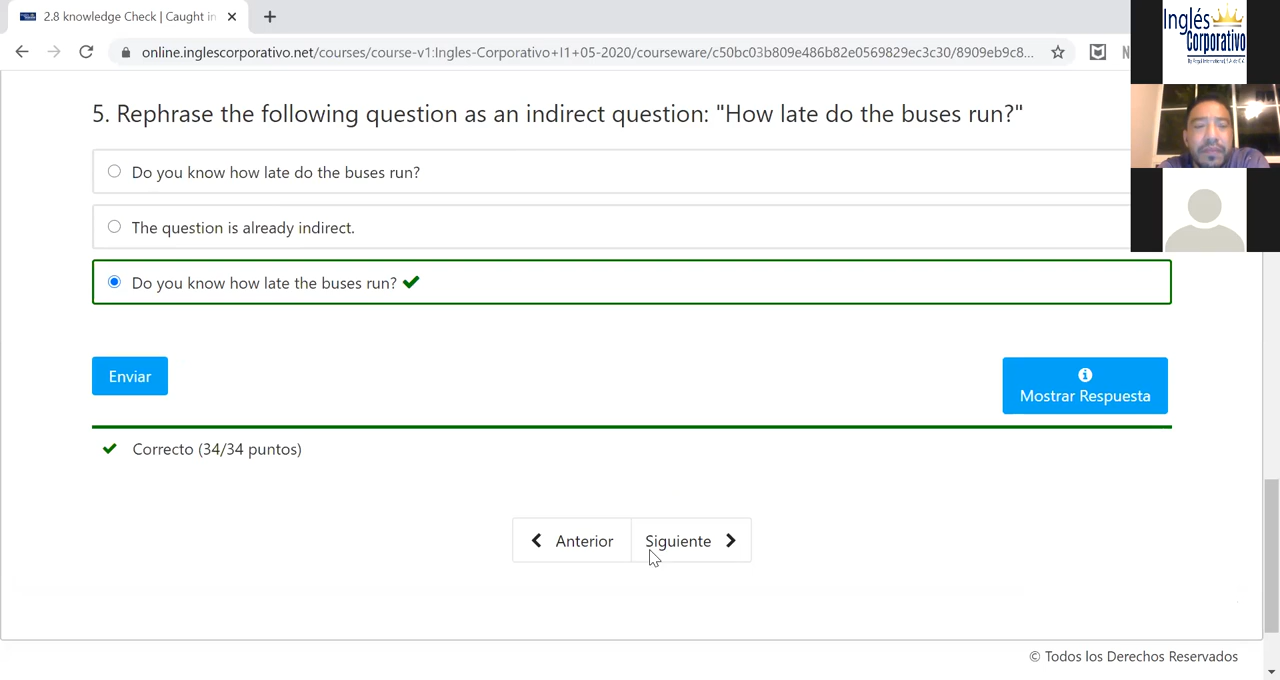 2.8 knowledge Check | Caught in
online.inglescorporativo.net/courses/course-v1:Ingles-Corporativo+I1+05-2020/courseware/c50bc03b809e486b82e0569829ec3c30/8909eb9c8...
N
Inglés
Corporativo
5. Rephrase the following question as an indirect question: "How late do the buses run?"
Do you know how late do the buses run?
The question is already indirect.
Do you know how late the buses run?
Enviar
Mostrar Respuesta
Correcto (34/34 puntos)
Anterior
Siguiente
© Todos los Derechos Reservados